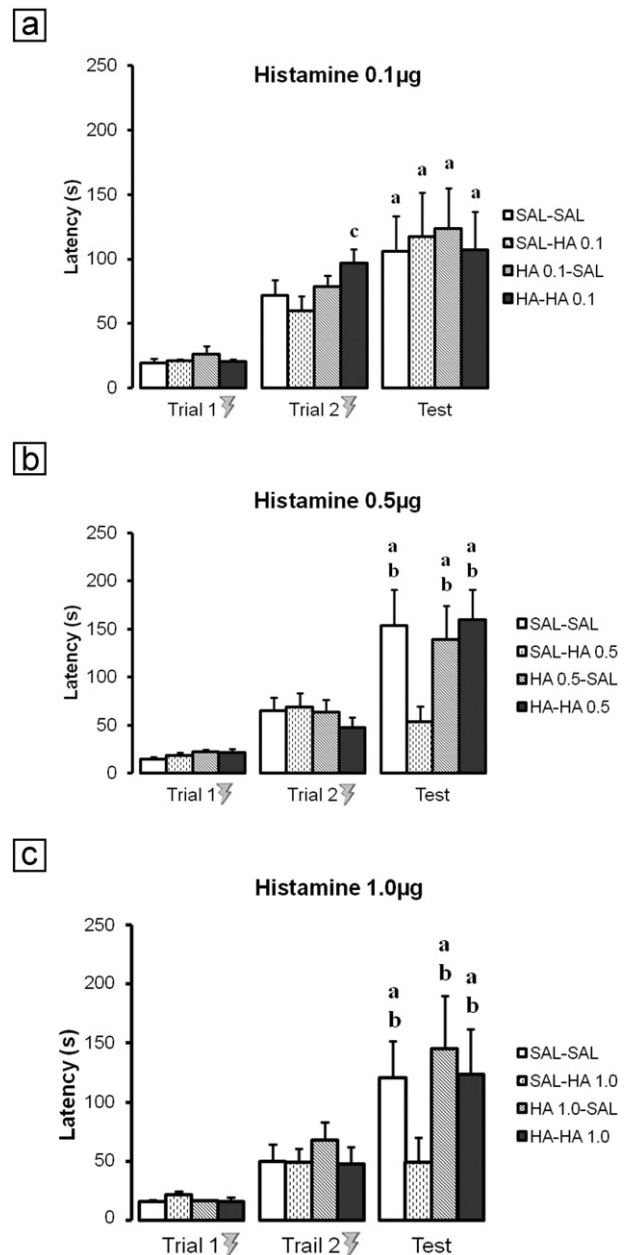 a
Histamine 0.1µg
Latency (s)
250
200
150
100
50
0
a
a
a
a
c
SAL-SAL
SAL-HA 0.1
HA 0.1-SAL
HA-HA 0.1
Trial 1
Trial 2
Test
b
Histamine 0.5µg
Latency (s)
250
200
150
100
50
0
a
b
a
b
a
b
SAL-SAL
SAL-HA 0.5
HA 0.5-SAL
HA-HA 0.5
Trial 1
Trial 2
Test
c
Histamine 1.0µg
Latency (s)
250
200
150
100
50
0
a
b
a
b
a
b
SAL-SAL
SAL-HA 1.0
HA 1.0-SAL
HA-HA 1.0
Trial 1
Trail 2
Test